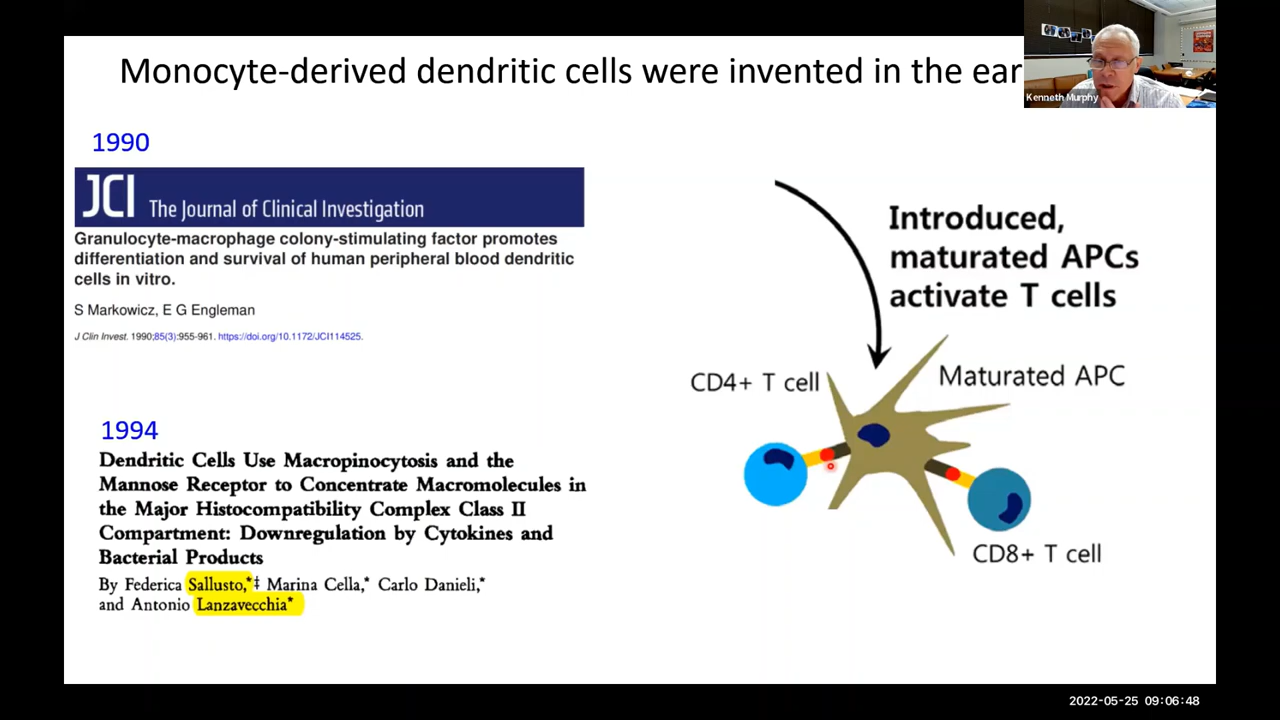 Monocyte-derived dendritic cells were invented in the ear
Kenneth Murphy
1990
JCI The Journal of Clinical Investigation
Granulocyte-macrophage colony-stimulating factor promotes
differentiation and survival of human peripheral blood dendritic
cells in vitro.
S Markowicz, E G Engleman
J Clin Invest. 1990;85(3):955-961. https://doi.org/10.1172/JCI114525.
1994
Dendritic Cells Use Macropinocytosis and the
Mannose Receptor to Concentrate Macromolecules in
the Major Histocompatibility Complex Class II
Compartment: Downregulation by Cytokines and
Bacterial Products
By Federica Sallusto,*‡ Marina Cella,* Carlo Danieli,*
and Antonio Lanzavecchia*
Introduced,
maturated APCs
activate T cells
CD4+ T cell
Maturated APC
CD8+ T cell
2022-05-25 09:06:48